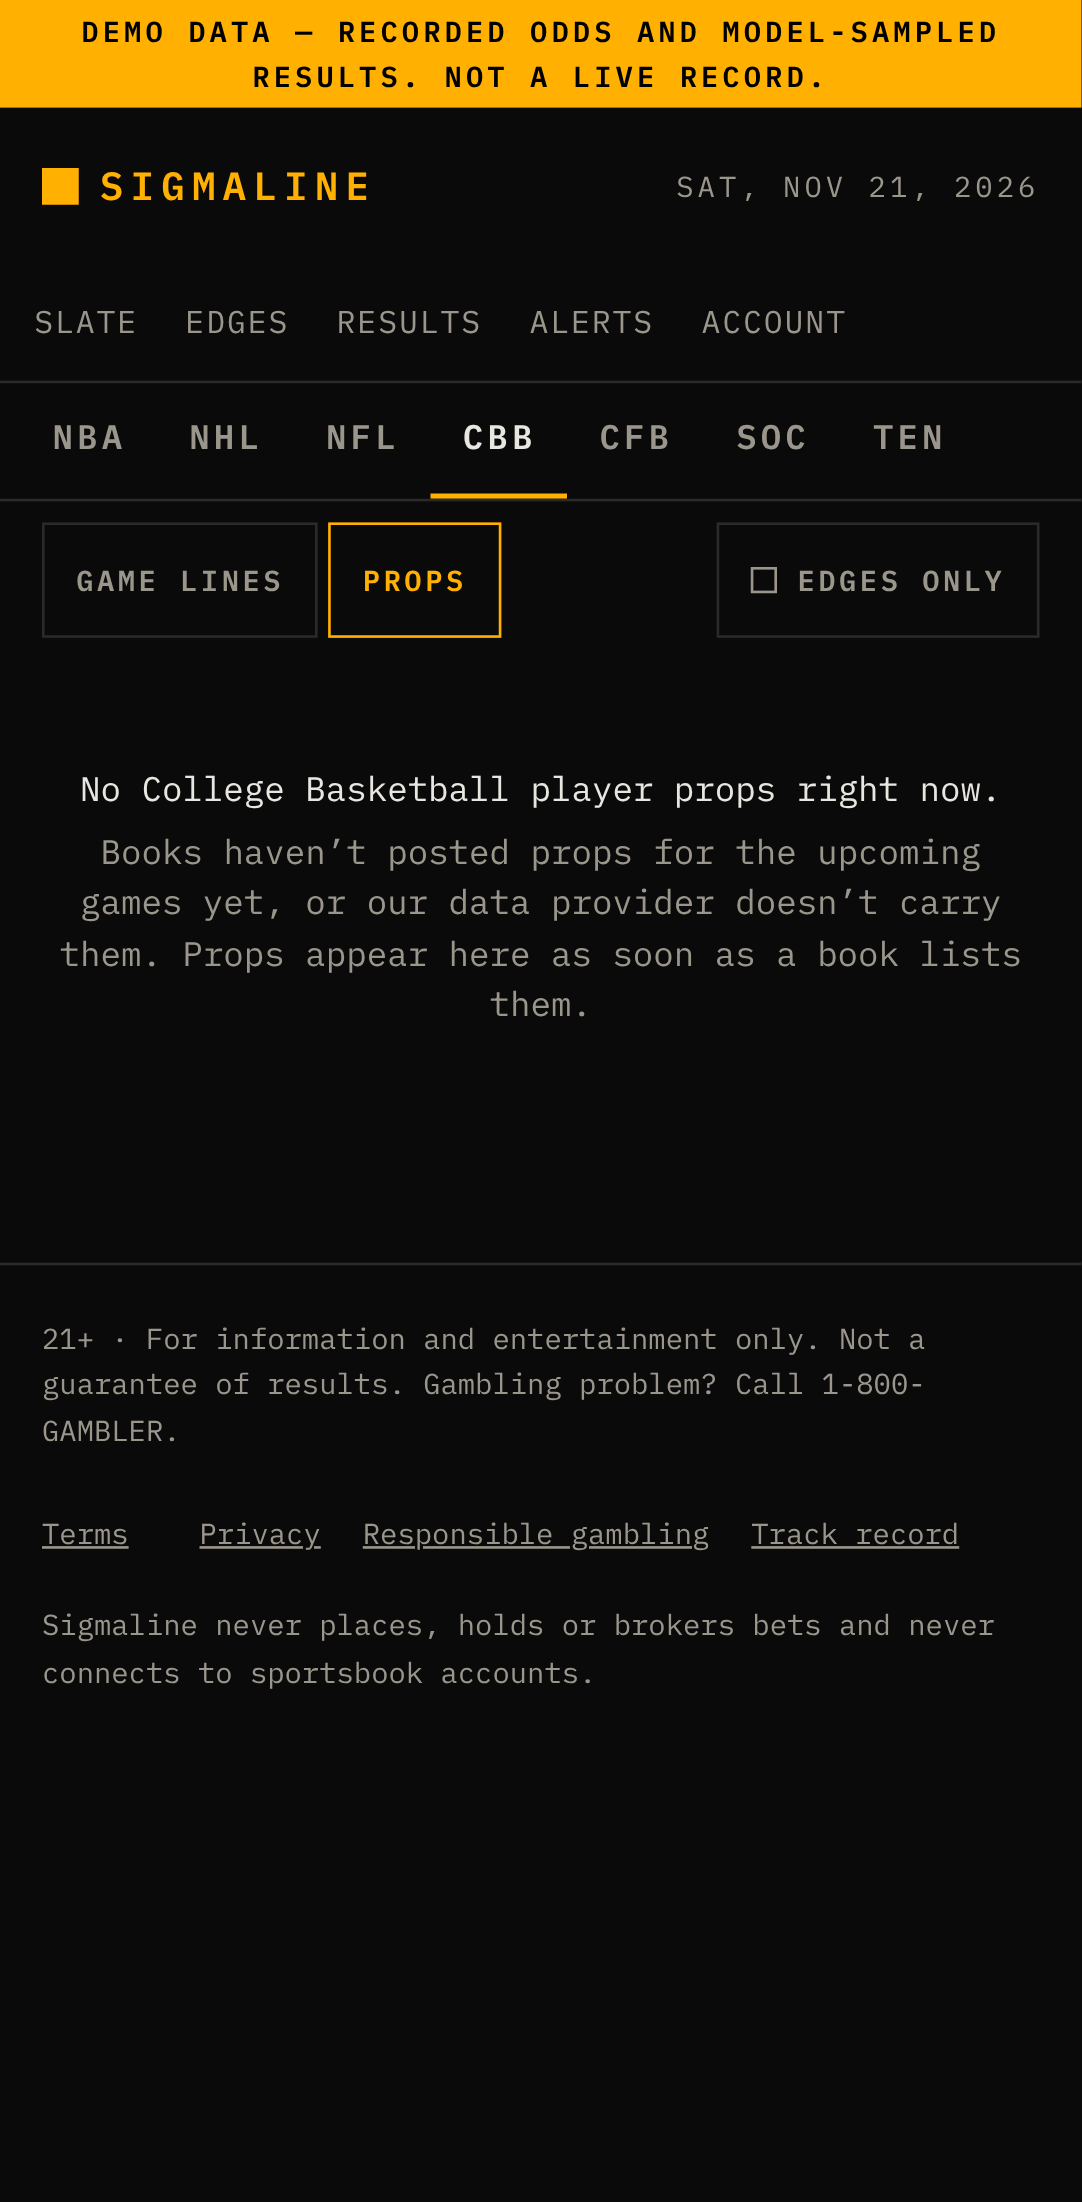 DEMO DATA — RECORDED ODDS AND MODEL-SAMPLED
RESULTS. NOT A LIVE RECORD.
SIGMALINE
SAT, NOV 21, 2026
SLATE EDGES RESULTS ALERTS ACCOUNT
NBA NHL NFL CBB CFB SOC TEN
GAME LINES PROPS EDGES ONLY
No College Basketball player props right now.
Books haven’t posted props for the upcoming
games yet, or our data provider doesn’t carry
them. Props appear here as soon as a book lists
them.
21+ · For information and entertainment only. Not a
guarantee of results. Gambling problem? Call 1-800-
GAMBLER.
Terms Privacy Responsible gambling Track record
Sigmaline never places, holds or brokers bets and never
connects to sportsbook accounts.